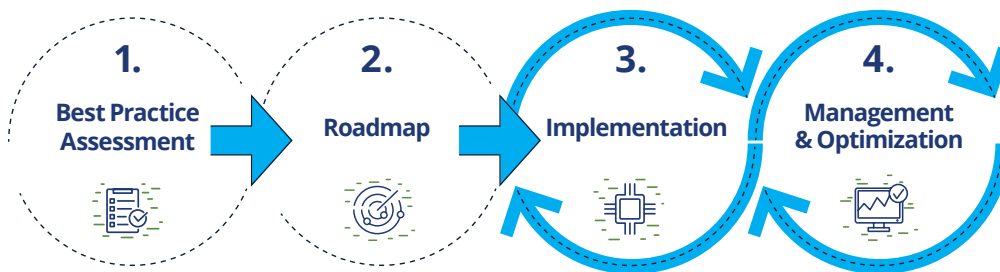 1.
Best Practice
Assessment
2.
Roadmap
3.
Implementation
4.
Management
& Optimization